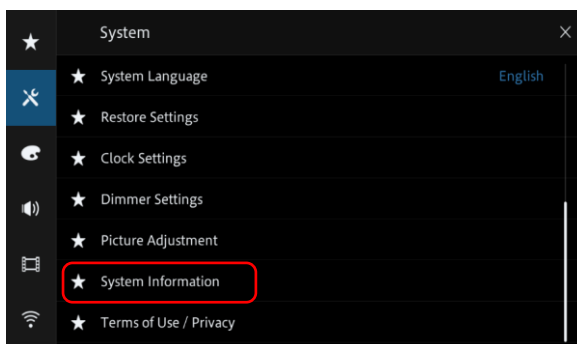 System
System Language English
Restore Settings
Clock Settings
Dimmer Settings
Picture Adjustment
System Information
Terms of Use / Privacy